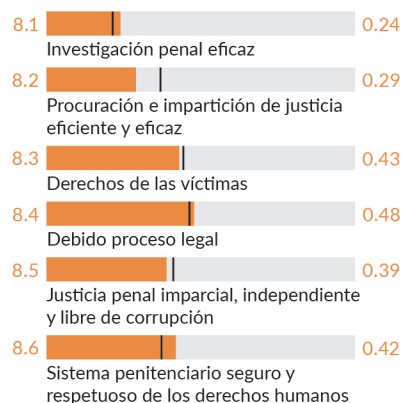 8.1 0.24
Investigación penal eficaz
8.2 0.29
Procuración e impartición de justicia
eficiente y eficaz
8.3 0.43
Derechos de las víctimas
8.4 0.48
Debido proceso legal
8.5 0.39
Justicia penal imparcial, independiente
y libre de corrupción
8.6 0.42
Sistema penitenciario seguro y
respetuoso de los derechos humanos